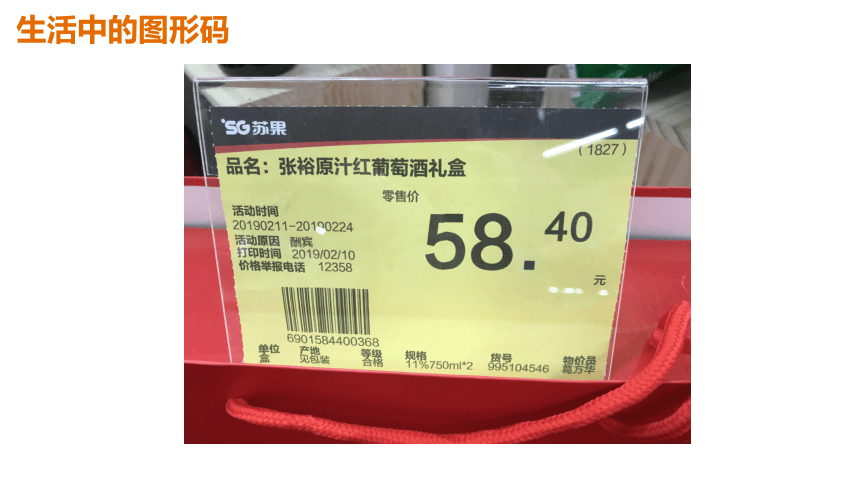 生活中的图形码
SG苏果
（1827）
品名：张裕原汁红葡萄酒礼盒
零售价
58.40
元
活动时间
20190211-20190224
活动原因 酬宾
打印时间 2019/02/10
价格举报电话 12358
6901584400368
单位 产地 等级 规格 货号 物价员
盒 见包装 合格 11%750ml*2 995104546 葛方华